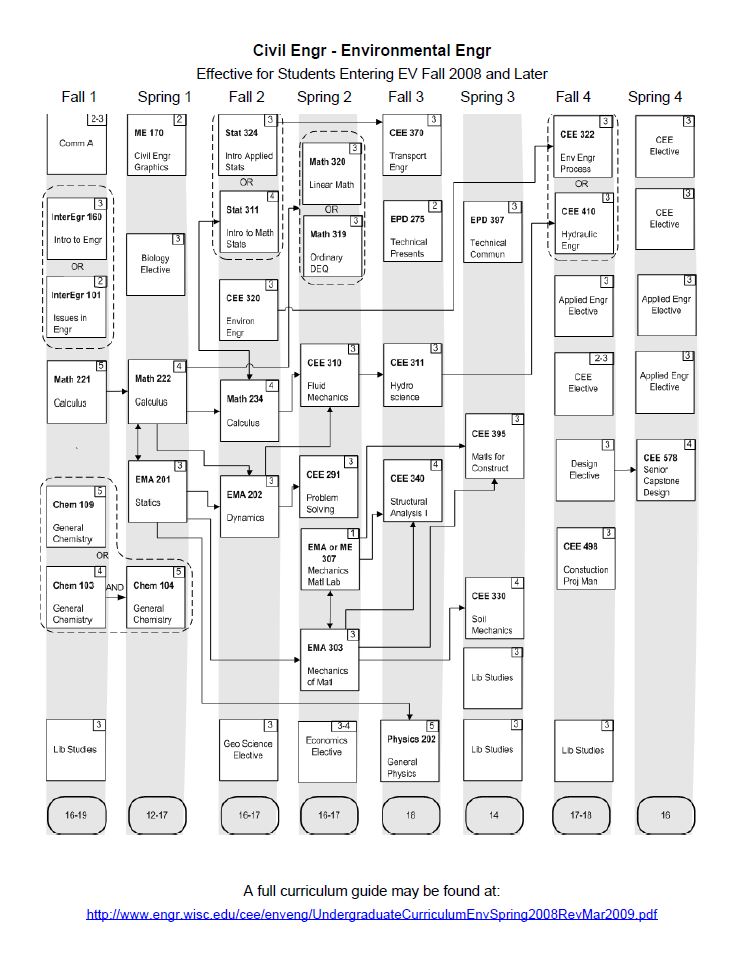 Civil Engr - Environmental Engr
Effective for Students Entering EV Fall 2008 and Later
Fall 1
Spring 1
Fall 2
Spring 2
Fall 3
Spring 3
Fall 4
Spring 4
2-3
Comm A
3
InterEgr 160
Intro to Engr
OR
2
InterEgr 101
Issues in
Engr
5
Math 221
Calculus
5
Chem 109
General
Chemistry
OR
4
Chem 103
General
Chemistry
AND
3
Lib Studies
16-19
2
ME 170
Civil Engr
Graphics
3
Biology
Elective
4
Math 222
Calculus
3
EMA 201
Statics
5
Chem 104
General
Chemistry
12-17
3
Stat 324
Intro Applied
Stats
OR
4
Stat 311
Intro to Math
Stats
3
CEE 320
Environ
Engr
4
Math 234
Calculus
3
EMA 202
Dynamics
3
Geo Science
Elective
16-17
3
Math 320
Linear Math
OR
3
Math 319
Ordinary
DEQ
3
CEE 310
Fluid
Mechanics
3
CEE 291
Problem
Solving
1
EMA or ME
307
Mechanics
Matl Lab
3
EMA 303
Mechanics
of Matl
3-4
Economics
Elective
16-17
3
CEE 370
Transport
Engr
2
EPD 275
Technical
Presents
3
CEE 311
Hydro
science
4
CEE 340
Structural
Analysis I
5
Physics 202
General
Physics
18
3
EPD 397
Technical
Commun
3
CEE 395
Matls for
Construct
4
CEE 330
Soil
Mechanics
3
Lib Studies
3
Lib Studies
14
3
CEE 322
Env Engr
Process
OR
3
CEE 410
Hydraulic
Engr
3
Applied Engr
Elective
2-3
CEE
Elective
3
Design
Elective
3
CEE 498
Constuction
Proj Man
3
Lib Studies
17-18
3
CEE
Elective
3
CEE
Elective
3
Applied Engr
Elective
3
Applied Engr
Elective
4
CEE 578
Senior
Capstone
Design
16
A full curriculum guide may be found at:
http://www.engr.wisc.edu/cee/enveng/UndergraduateCurriculumEnvSpring2008RevMar2009.pdf